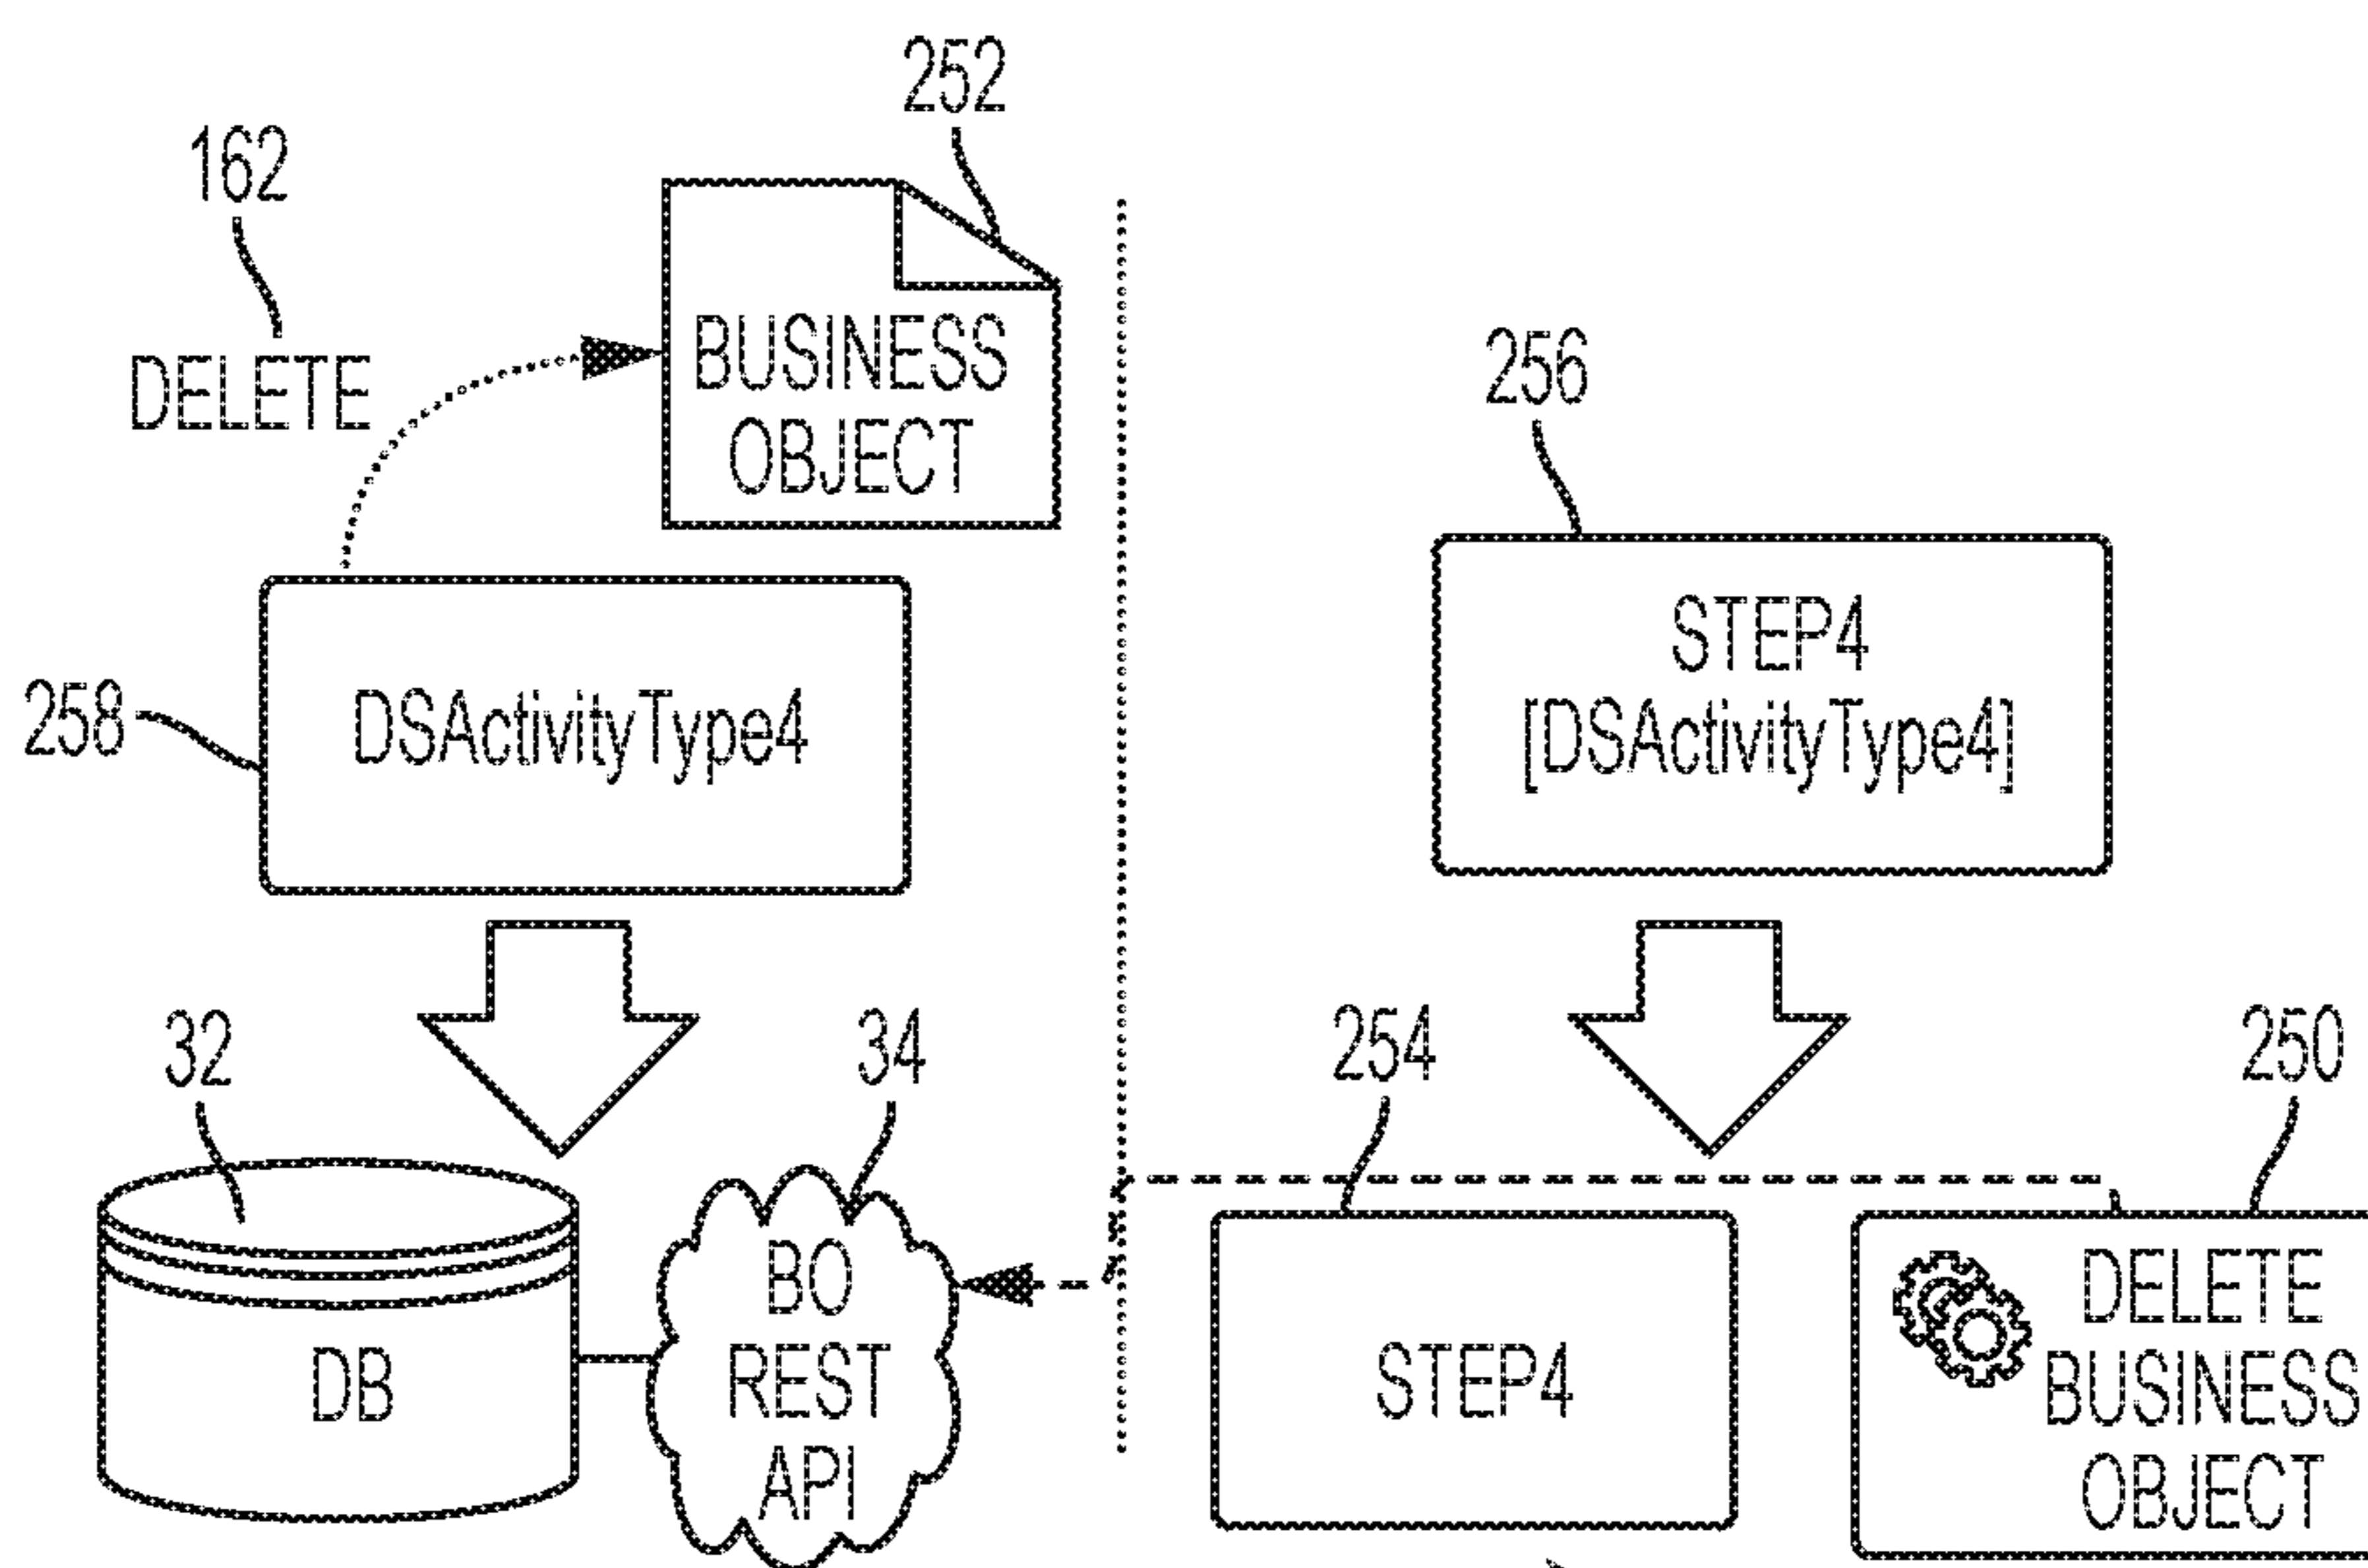 252
162
DELETE
BUSINESS
OBJECT
258
DSActivityType4
256
STEP4
[DSActivityType4]
32
34
DB
BO
REST
API
254
250
STEP4
DELETE
BUSINESS
OBJECT